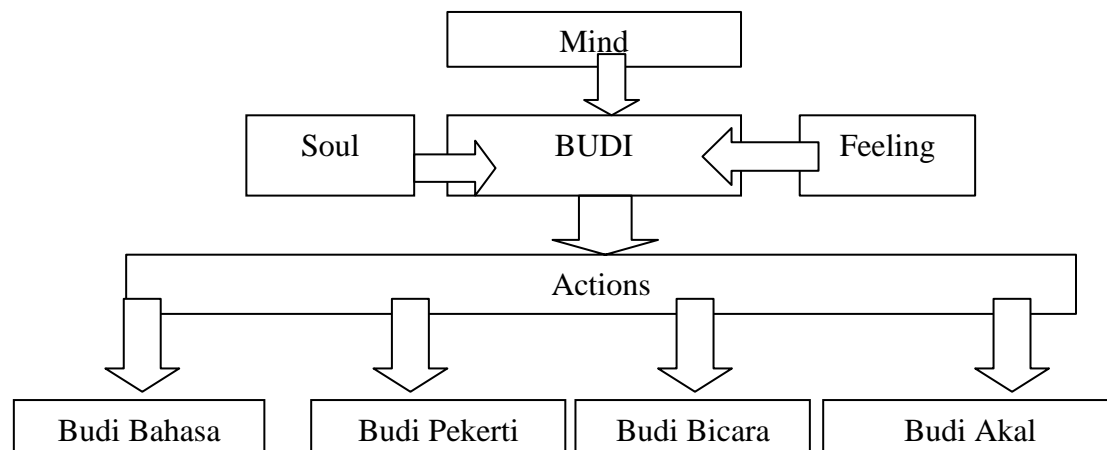 Mind
Soul
BUDI
Feeling
Actions
Budi Bahasa
Budi Pekerti
Budi Bicara
Budi Akal